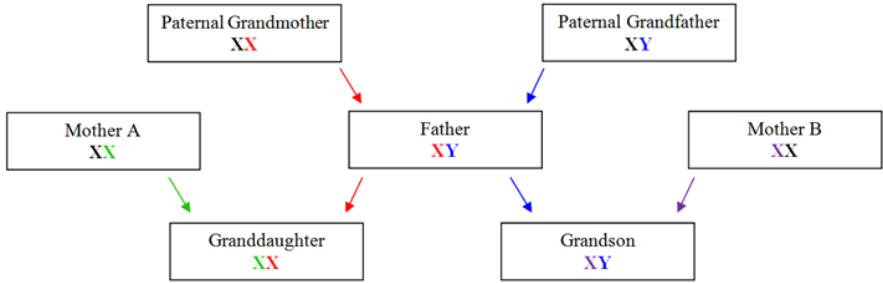 Paternal Grandmother
XX
Paternal Grandfather
XY
Mother A
XX
Father
XY
Mother B
XX
Granddaughter
XX
Grandson
XY